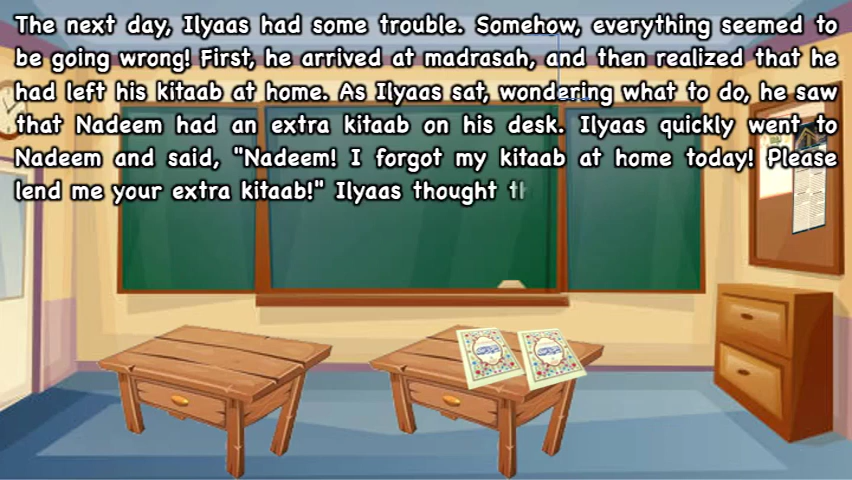 The next day, Ilyaas had some trouble. Somehow, everything seemed to
be going wrong! First, he arrived at madrasah, and then realized that he
had left his kitaab at home. As Ilyaas sat, wondering what to do, he saw
that Nadeem had an extra kitaab on his desk. Ilyaas quickly went to
Nadeem and said, "Nadeem! I forgot my kitaab at home today! Please
lend me your extra kitaab!" Ilyaas thought